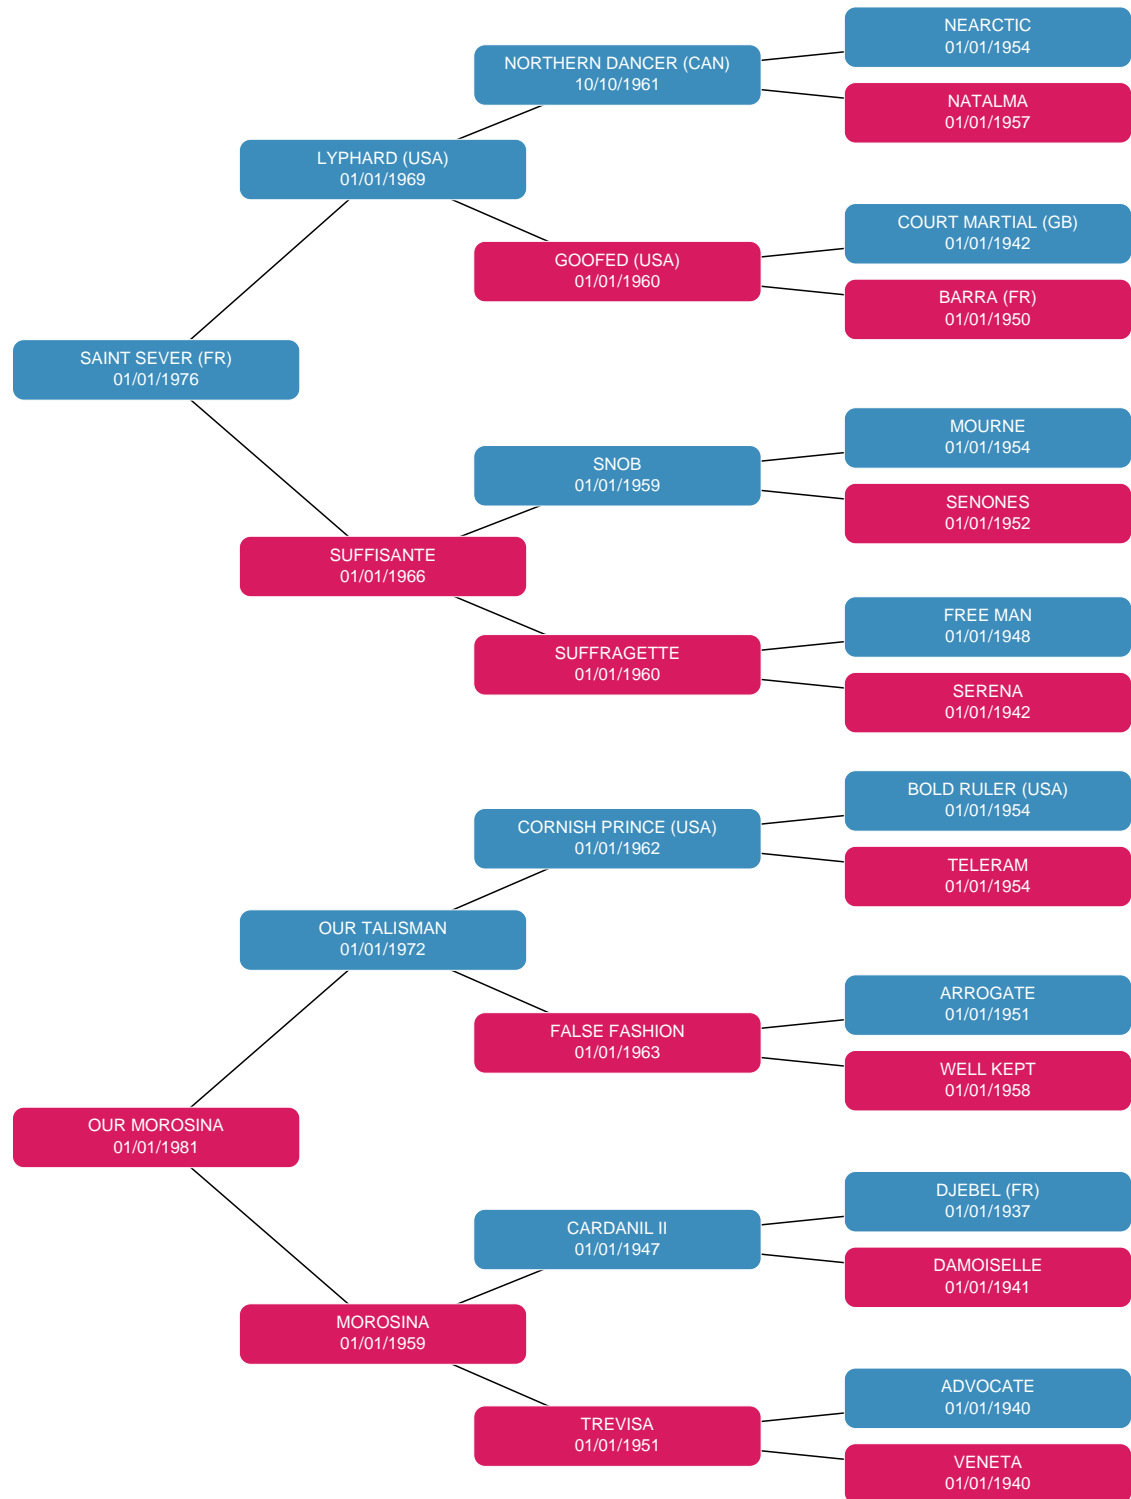 NEARCTIC
01/01/1954
NORTHERN DANCER (CAN)
10/10/1961
NATALMA
01/01/1957
LYPHARD (USA)
01/01/1969
COURT MARTIAL (GB)
01/01/1942
GOOFED (USA)
01/01/1960
BARRA (FR)
01/01/1950
SAINT SEVER (FR)
01/01/1976
MOURNE
01/01/1954
SNOB
01/01/1959
SENONES
01/01/1952
SUFFISANTE
01/01/1966
FREE MAN
01/01/1948
SUFFRAGETTE
01/01/1960
SERENA
01/01/1942
BOLD RULER (USA)
01/01/1954
CORNISH PRINCE (USA)
01/01/1962
TELERAM
01/01/1954
OUR TALISMAN
01/01/1972
ARROGATE
01/01/1951
FALSE FASHION
01/01/1963
WELL KEPT
01/01/1958
OUR MOROSINA
01/01/1981
DJEBEL (FR)
01/01/1937
CARDANIL II
01/01/1947
DAMOISELLE
01/01/1941
MOROSINA
01/01/1959
ADVOCATE
01/01/1940
TREVISA
01/01/1951
VENETA
01/01/1940